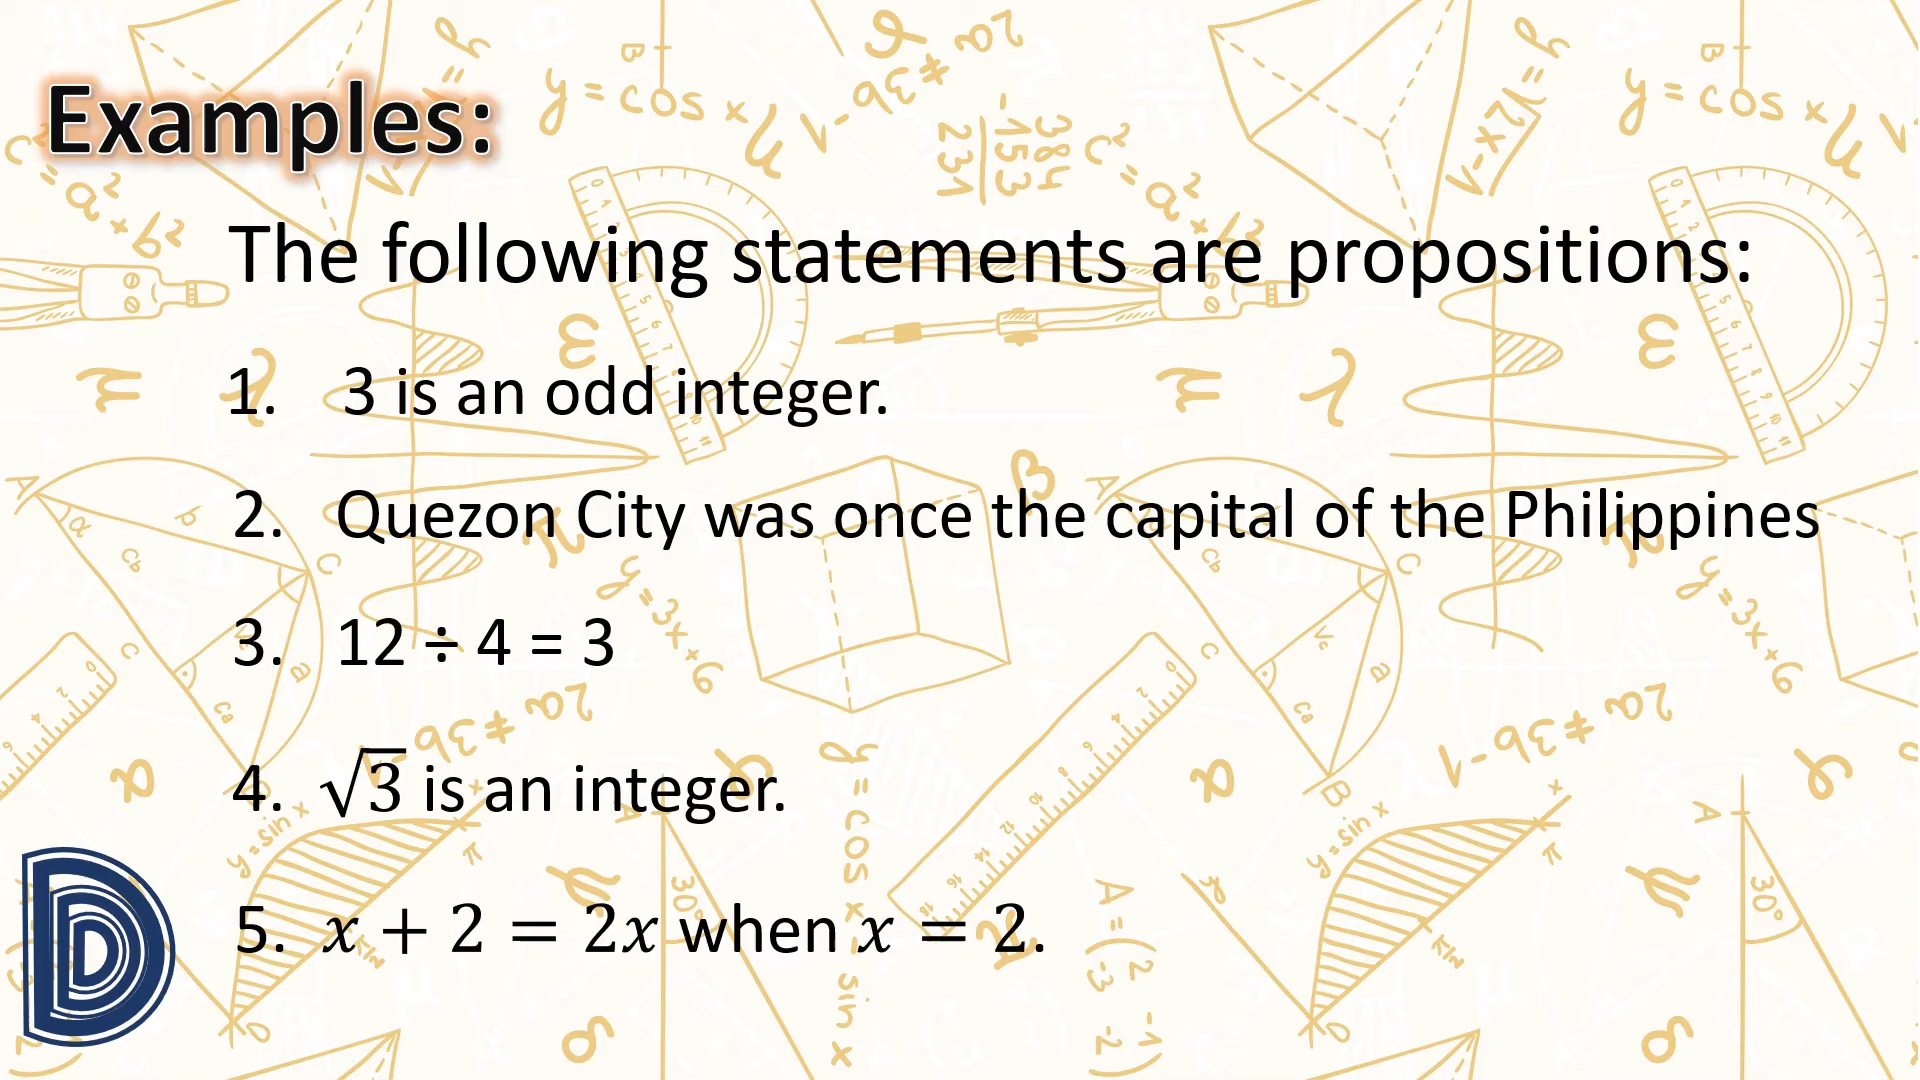 Examples:
The following statements are propositions:
1. 3 is an odd integer.
2. Quezon City was once the capital of the Philippines
3. 12 ÷ 4 = 3
4. √3 is an integer.
5. x + 2 = 2x when x = 2.